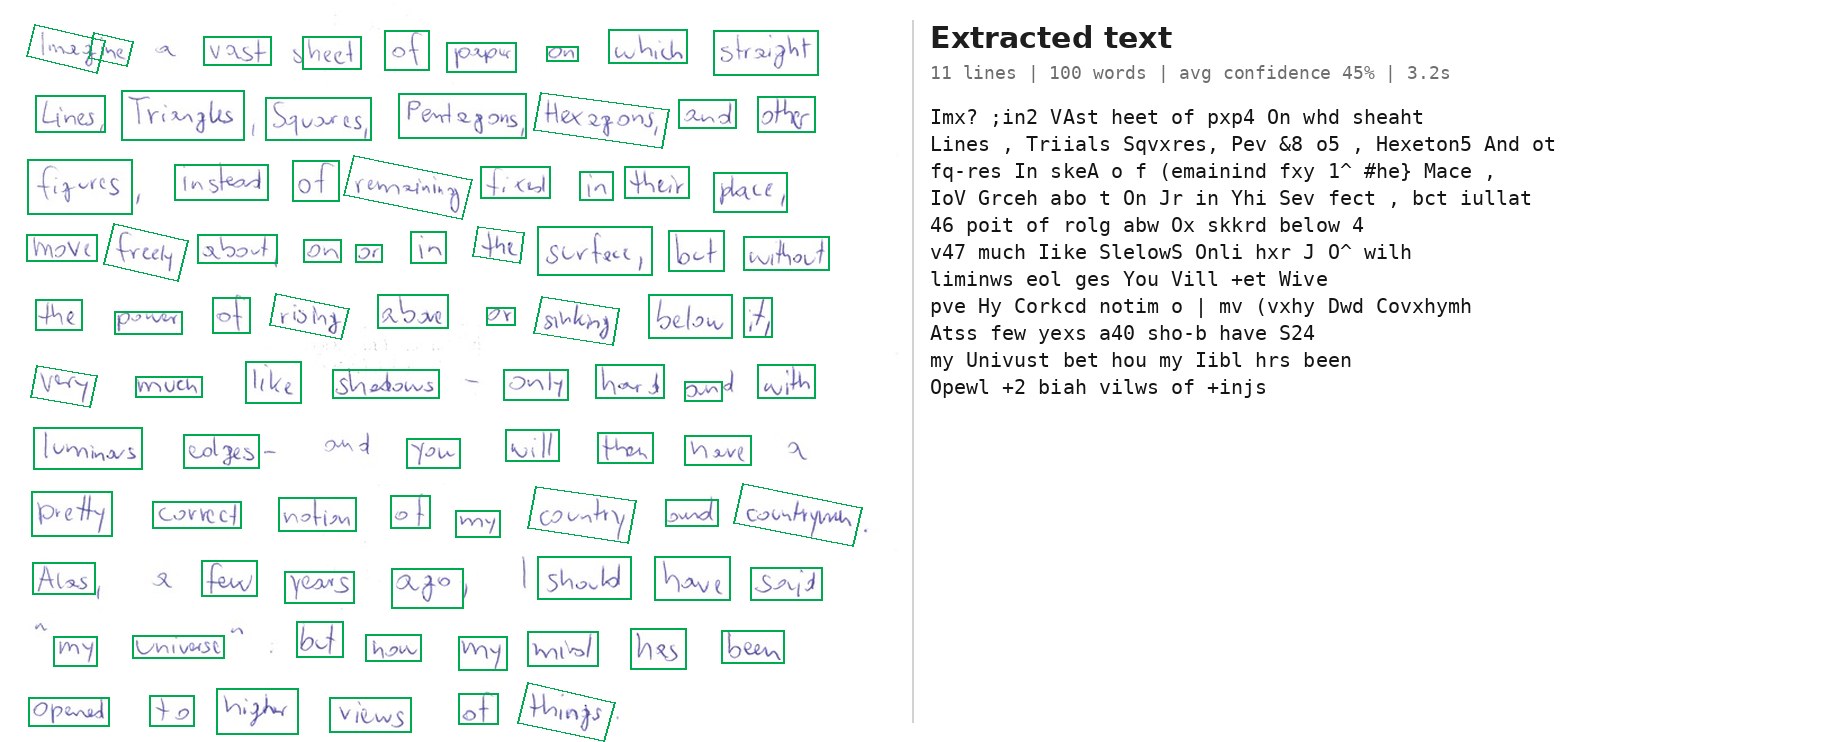 Imagine a vast sheet of paper on which straight
Lines, Triangles, Squares, Pentagons, Hexagons, and other
figures, instead of remaining fixed in their place,
move freely about, on or in the surface, but without
the power of rising above or sinking below it,
very much like shadows - only hard and with
luminous edges - and you will then have a
pretty correct notion of my country and countrymen.
Alas, a few years ago, I should have said
"my universe": but now my mind has been
opened to higher views of things.
Extracted text
11 lines | 100 words | avg confidence 45% | 3.2s
Imx? ;in2 VAst heet of pxp4 On whd sheaht
Lines , Triials Sqvxres, Pev &8 o5 , Hexeton5 And ot
fq-res In skeA o f (emainind fxy 1^ #he} Mace ,
IoV Grceh abo t On Jr in Yhi Sev fect , bct iullat
46 poit of rolg abw Ox skkrd below 4
v47 much Iike SlelowS Onli hxr J O^ wilh
liminws eol ges You Vill +et Wive
pve Hy Corkcd notim o | mv (vxhy Dwd Covxhymh
Atss few yexs a40 sho-b have S24
my Univust bet hou my Iibl hrs been
Opewl +2 biah vilws of +injs